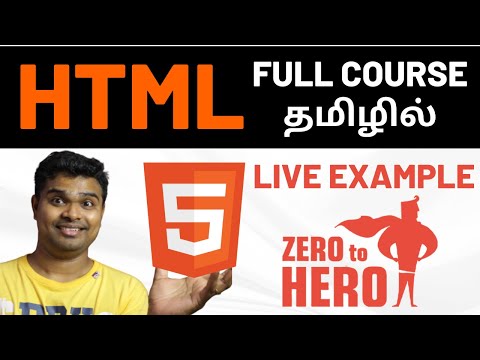 HTML
FULL COURSE
தமிழில்
LIVE EXAMPLE
5
ZERO to
HERO